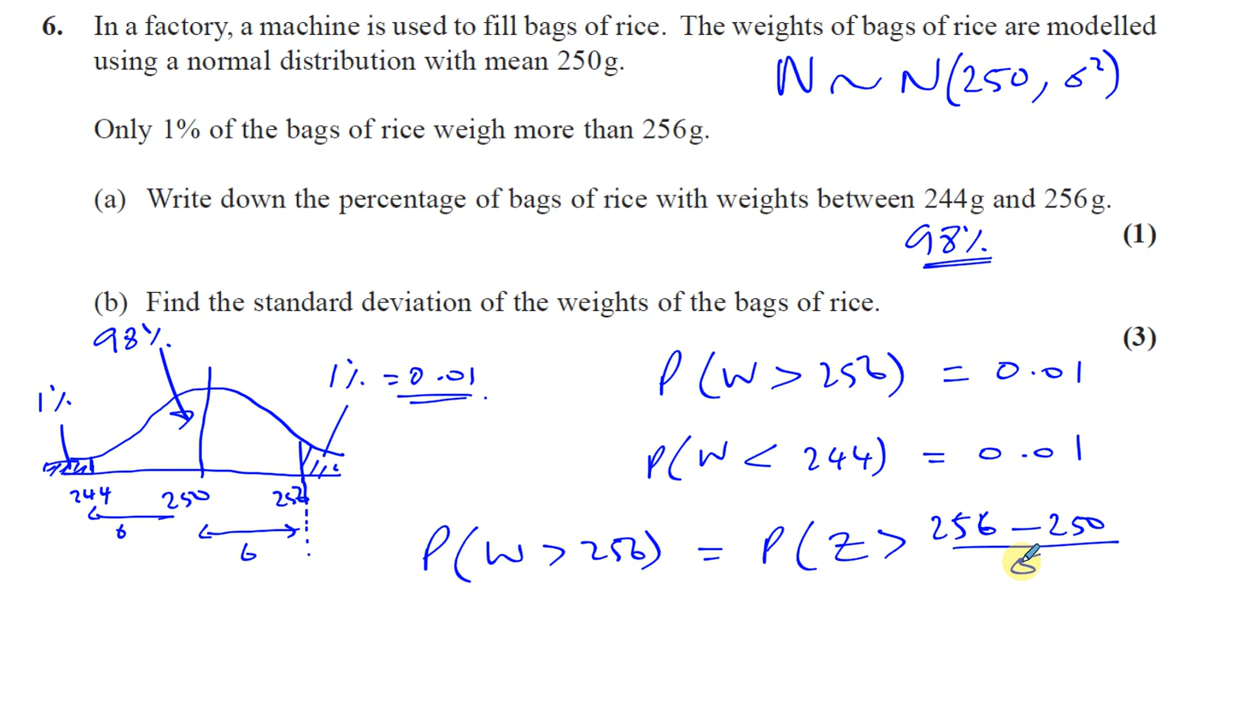 6. In a factory, a machine is used to fill bags of rice. The weights of bags of rice are modelled
using a normal distribution with mean 250g.
W ~ N(250, σ²)
Only 1% of the bags of rice weigh more than 256g.
(a) Write down the percentage of bags of rice with weights between 244g and 256g.
98%
(1)
(b) Find the standard deviation of the weights of the bags of rice.
(3)
98%
1% = 0.01
1%
244 250 256
6 6
P(W > 256) = 0.01
P(W < 244) = 0.01
P(W > 256) = P(Z > 256 - 250 / σ